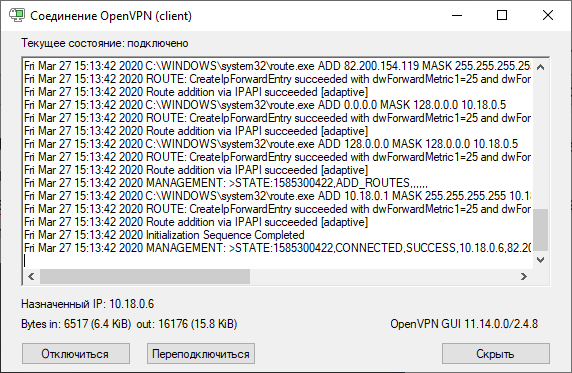 Соединение OpenVPN (client)
Текущее состояние: подключено
Fri Mar 27 15:13:42 2020 C:\WINDOWS\system32\route.exe ADD 82.200.154.119 MASK 255.255.255.25
Fri Mar 27 15:13:42 2020 ROUTE: CreateIpForwardEntry succeeded with dwForwardMetric1=25 and dwFor
Fri Mar 27 15:13:42 2020 Route addition via IPAPI succeeded [adaptive]
Fri Mar 27 15:13:42 2020 C:\WINDOWS\system32\route.exe ADD 0.0.0.0 MASK 128.0.0.0 10.18.0.5
Fri Mar 27 15:13:42 2020 ROUTE: CreateIpForwardEntry succeeded with dwForwardMetric1=25 and dwFor
Fri Mar 27 15:13:42 2020 Route addition via IPAPI succeeded [adaptive]
Fri Mar 27 15:13:42 2020 C:\WINDOWS\system32\route.exe ADD 128.0.0.0 MASK 128.0.0.0 10.18.0.5
Fri Mar 27 15:13:42 2020 ROUTE: CreateIpForwardEntry succeeded with dwForwardMetric1=25 and dwFor
Fri Mar 27 15:13:42 2020 Route addition via IPAPI succeeded [adaptive]
Fri Mar 27 15:13:42 2020 MANAGEMENT: >STATE:1585300422,ADD_ROUTES,,,,,,
Fri Mar 27 15:13:42 2020 C:\WINDOWS\system32\route.exe ADD 10.18.0.1 MASK 255.255.255.255 10.18
Fri Mar 27 15:13:42 2020 ROUTE: CreateIpForwardEntry succeeded with dwForwardMetric1=25 and dwFor
Fri Mar 27 15:13:42 2020 Route addition via IPAPI succeeded [adaptive]
Fri Mar 27 15:13:42 2020 Initialization Sequence Completed
Fri Mar 27 15:13:42 2020 MANAGEMENT: >STATE:1585300422,CONNECTED,SUCCESS,10.18.0.6,82.20
Назначенный IP: 10.18.0.6
Bytes in: 6517 (6.4 KiB) out: 16176 (15.8 KiB)
OpenVPN GUI 11.14.0.0/2.4.8
Отключиться
Переподключиться
Скрыть